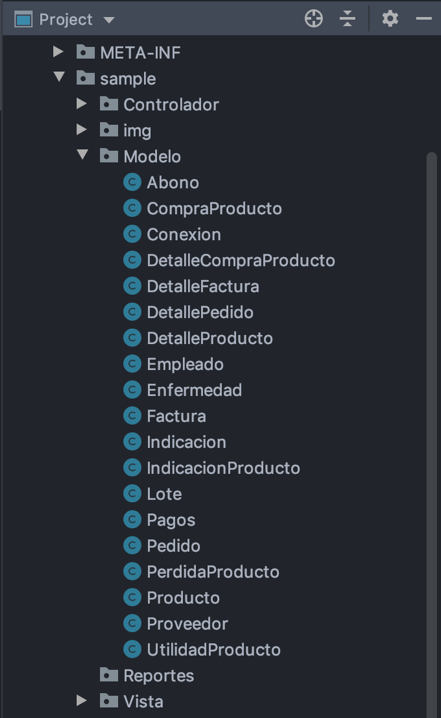 Project
META-INF
sample
Controlador
img
Modelo
Abono
CompraProducto
Conexion
DetalleCompraProducto
DetalleFactura
DetallePedido
DetalleProducto
Empleado
Enfermedad
Factura
Indicacion
IndicacionProducto
Lote
Pagos
Pedido
PerdidaProducto
Producto
Proveedor
UtilidadProducto
Reportes
Vista